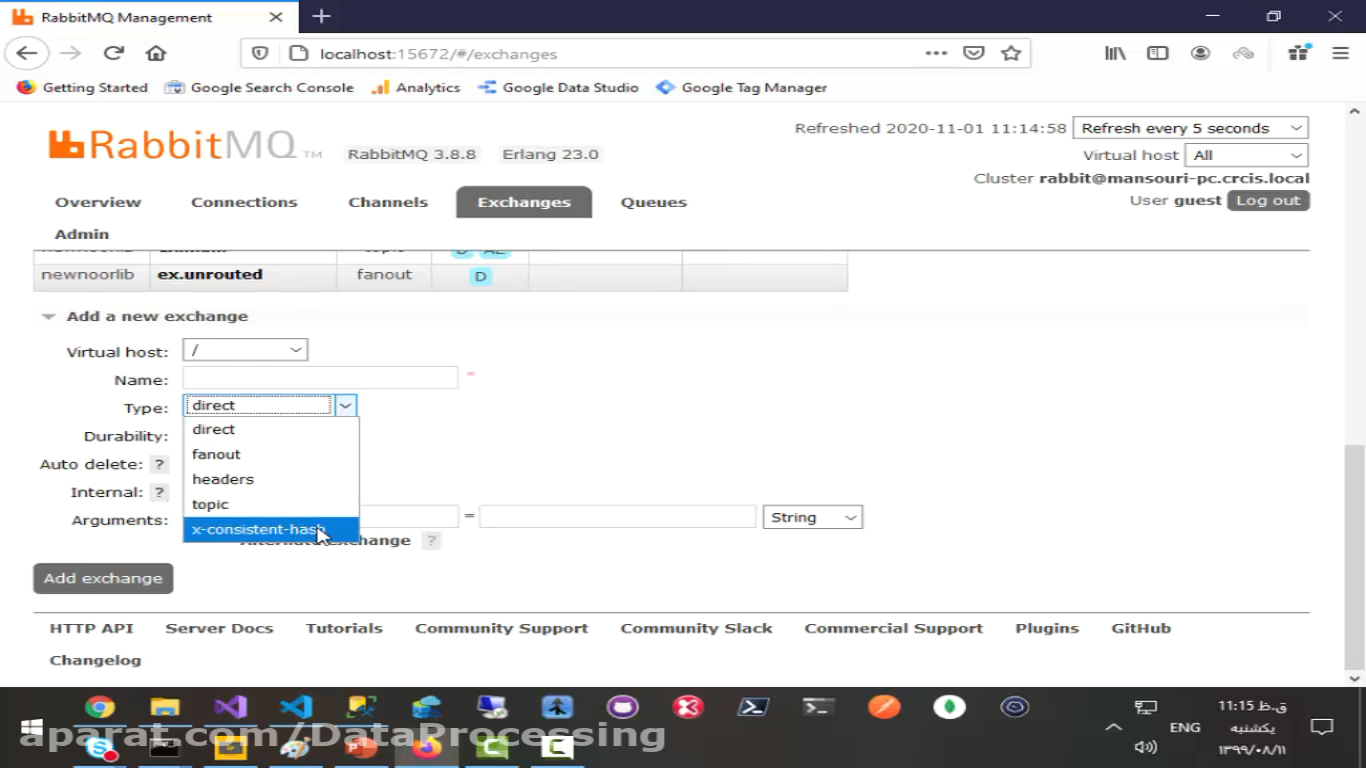 RabbitMQ Management
localhost:15672/#/exchanges
Getting Started Google Search Console Analytics Google Data Studio Google Tag Manager
RabbitMQ TM RabbitMQ 3.8.8 Erlang 23.0
Refreshed 2020-11-01 11:14:58 Refresh every 5 seconds
Virtual host All
Cluster rabbit@mansouri-pc.crcis.local
User guest Log out
Overview Connections Channels Exchanges Queues
Admin
newnoorlib ex.unrouted fanout D
Add a new exchange
Virtual host: /
Name: *
Type: direct
direct
Durability:
fanout
Auto delete: ?
headers
Internal: ?
topic
Arguments: = String
x-consistent-hash
exchange ?
Add exchange
HTTP API Server Docs Tutorials Community Support Community Slack Commercial Support Plugins GitHub
Changelog
11:15 ق.ظ
ENG یکشنبه
۱۳۹۹/۰۸/۱۱
aparat.com/DataProcessing